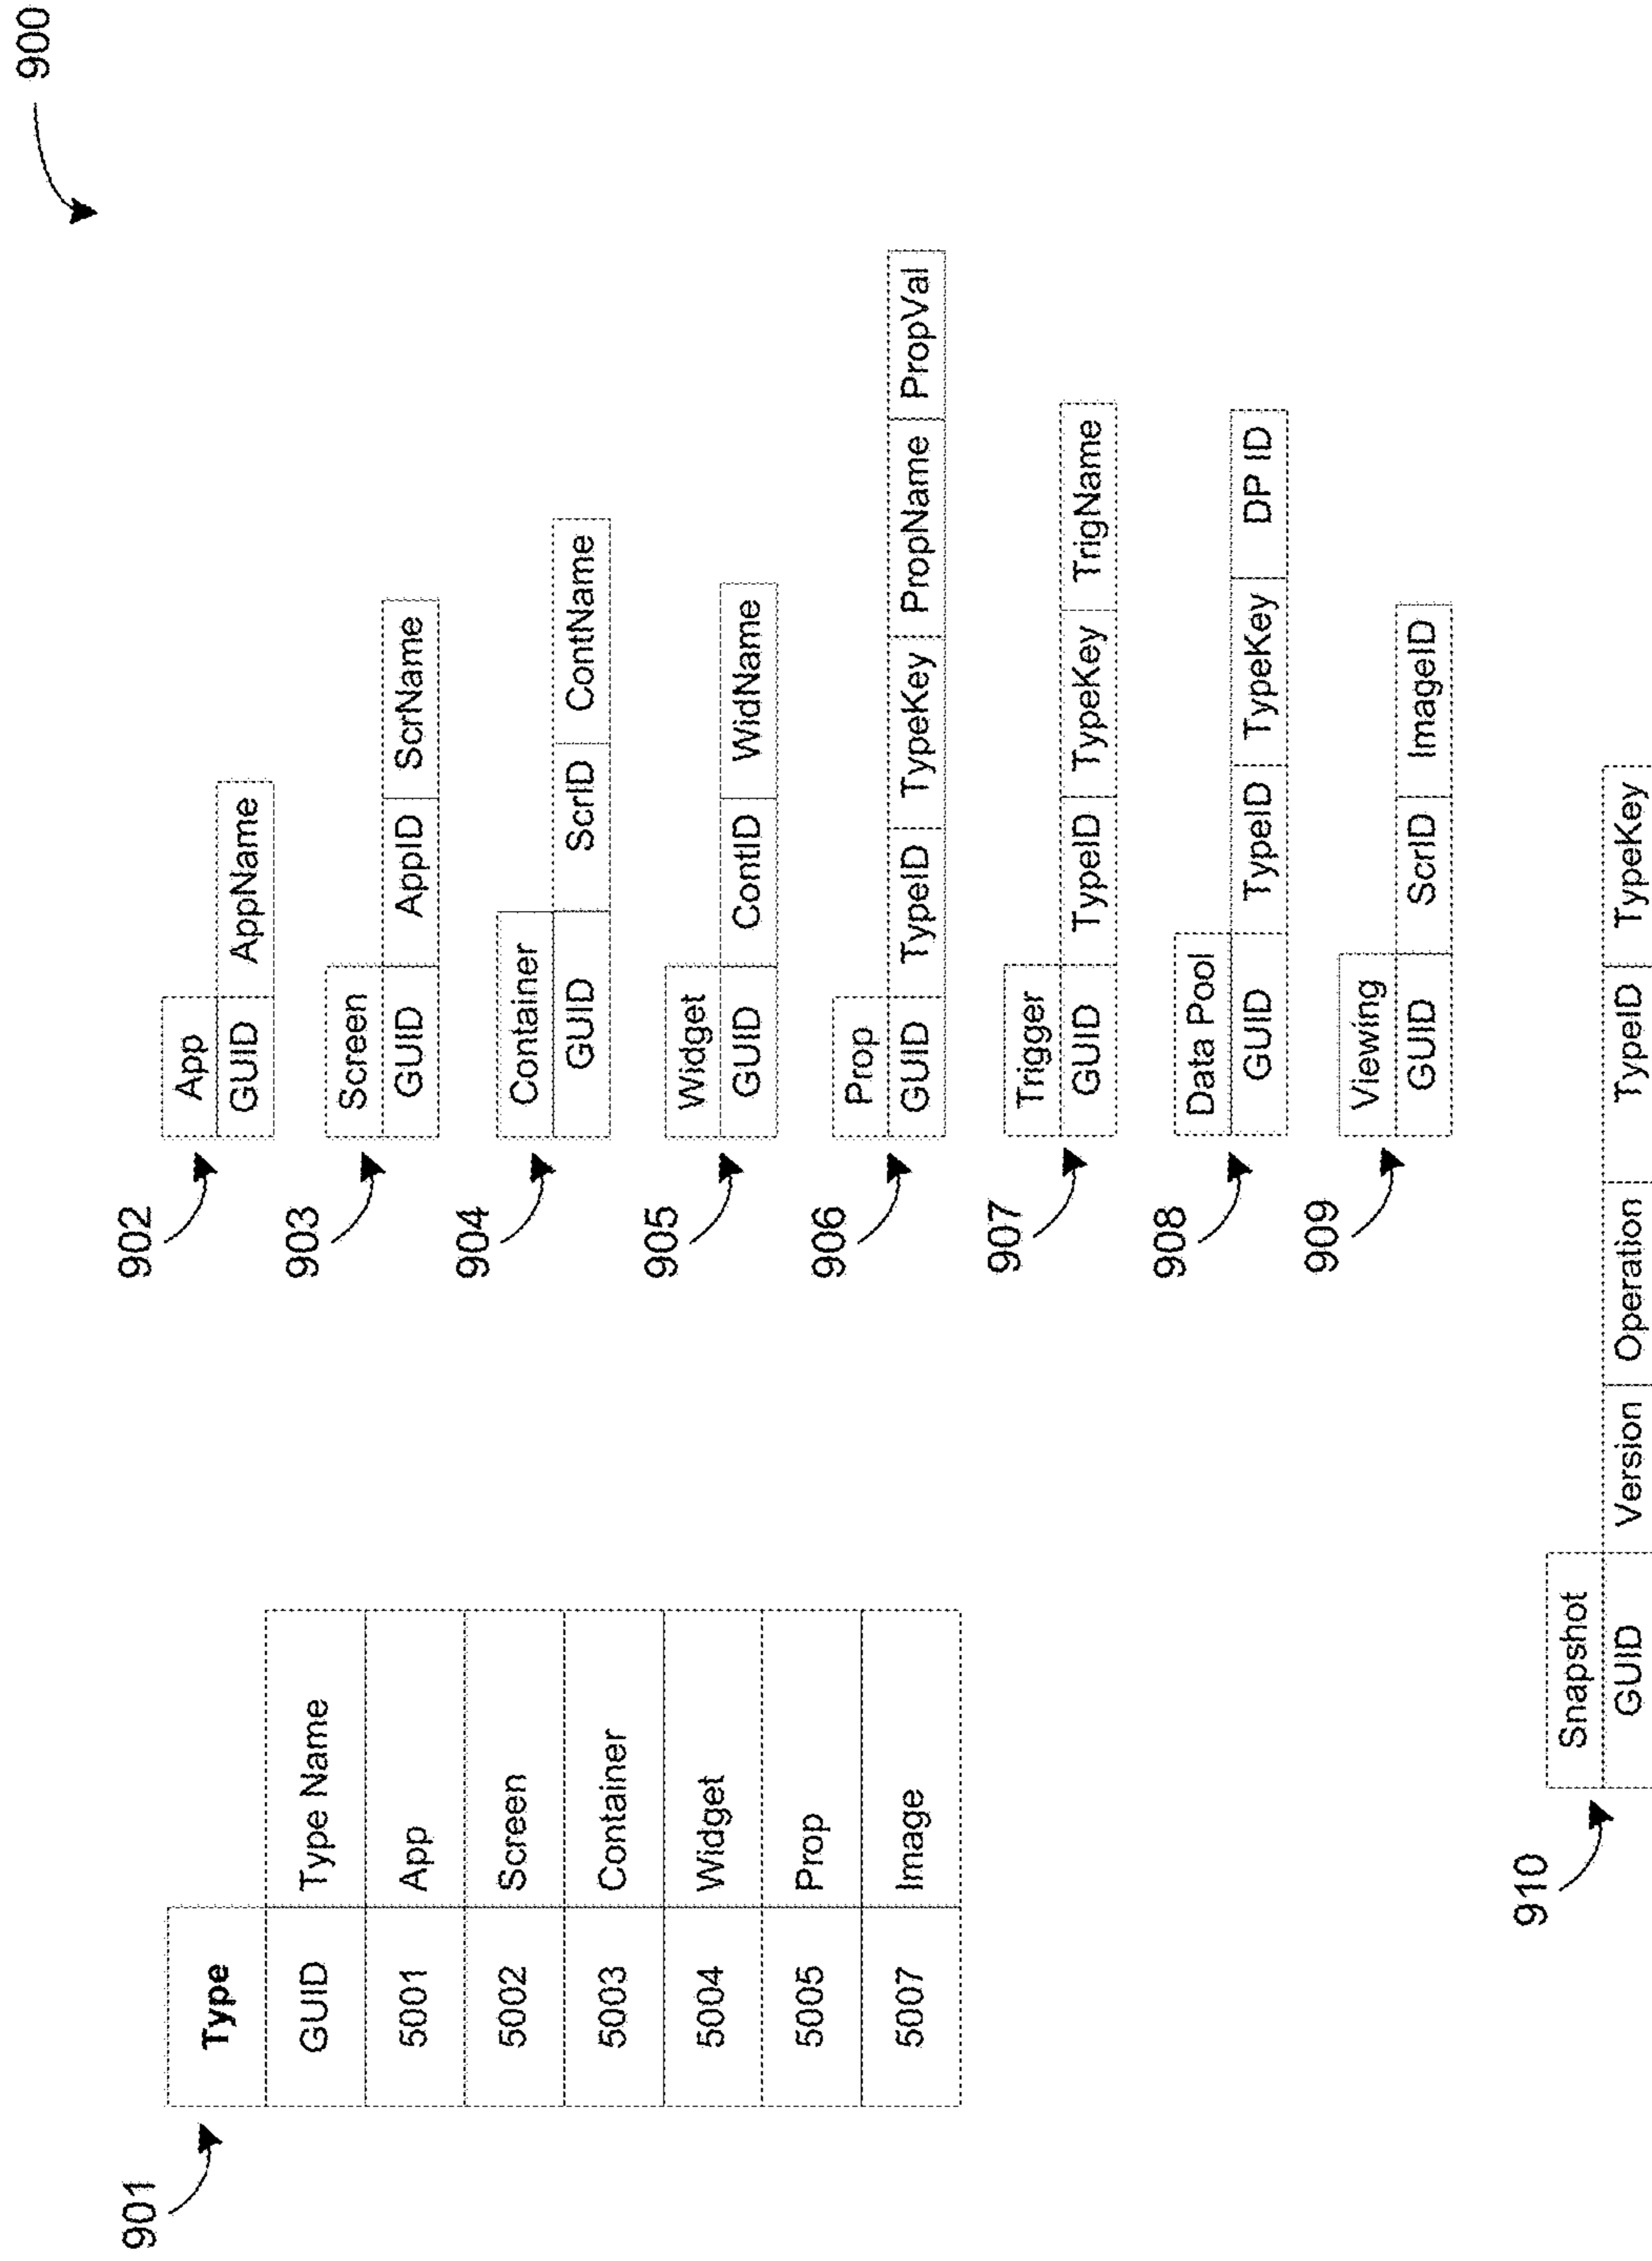 900
901
Type
GUID Type Name
5001 App
5002 Screen
5003 Container
5004 Widget
5005 Prop
5007 Image
902
App
GUID AppName
903
Screen
GUID AppID ScrName
904
Container
GUID ScrID ContName
905
Widget
GUID ContID WidName
906
Prop
GUID TypeID TypeKey PropName PropVal
907
Trigger
GUID TypeID TypeKey TrigName
908
Data Pool
GUID TypeID TypeKey DP ID
909
Viewing
GUID ScrID ImageID
910
Snapshot
GUID Version Operation TypeID TypeKey